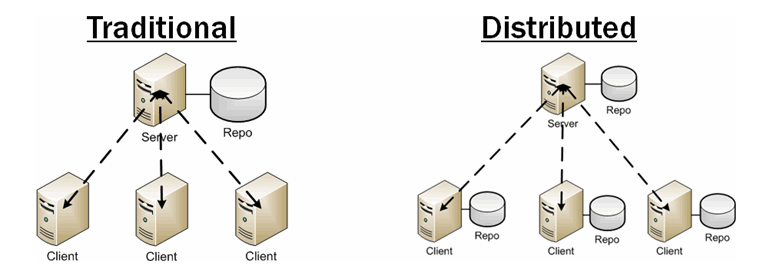 Traditional
Server
Repo
Client
Client
Client
Distributed
Server
Repo
Client
Repo
Client
Repo
Client
Repo